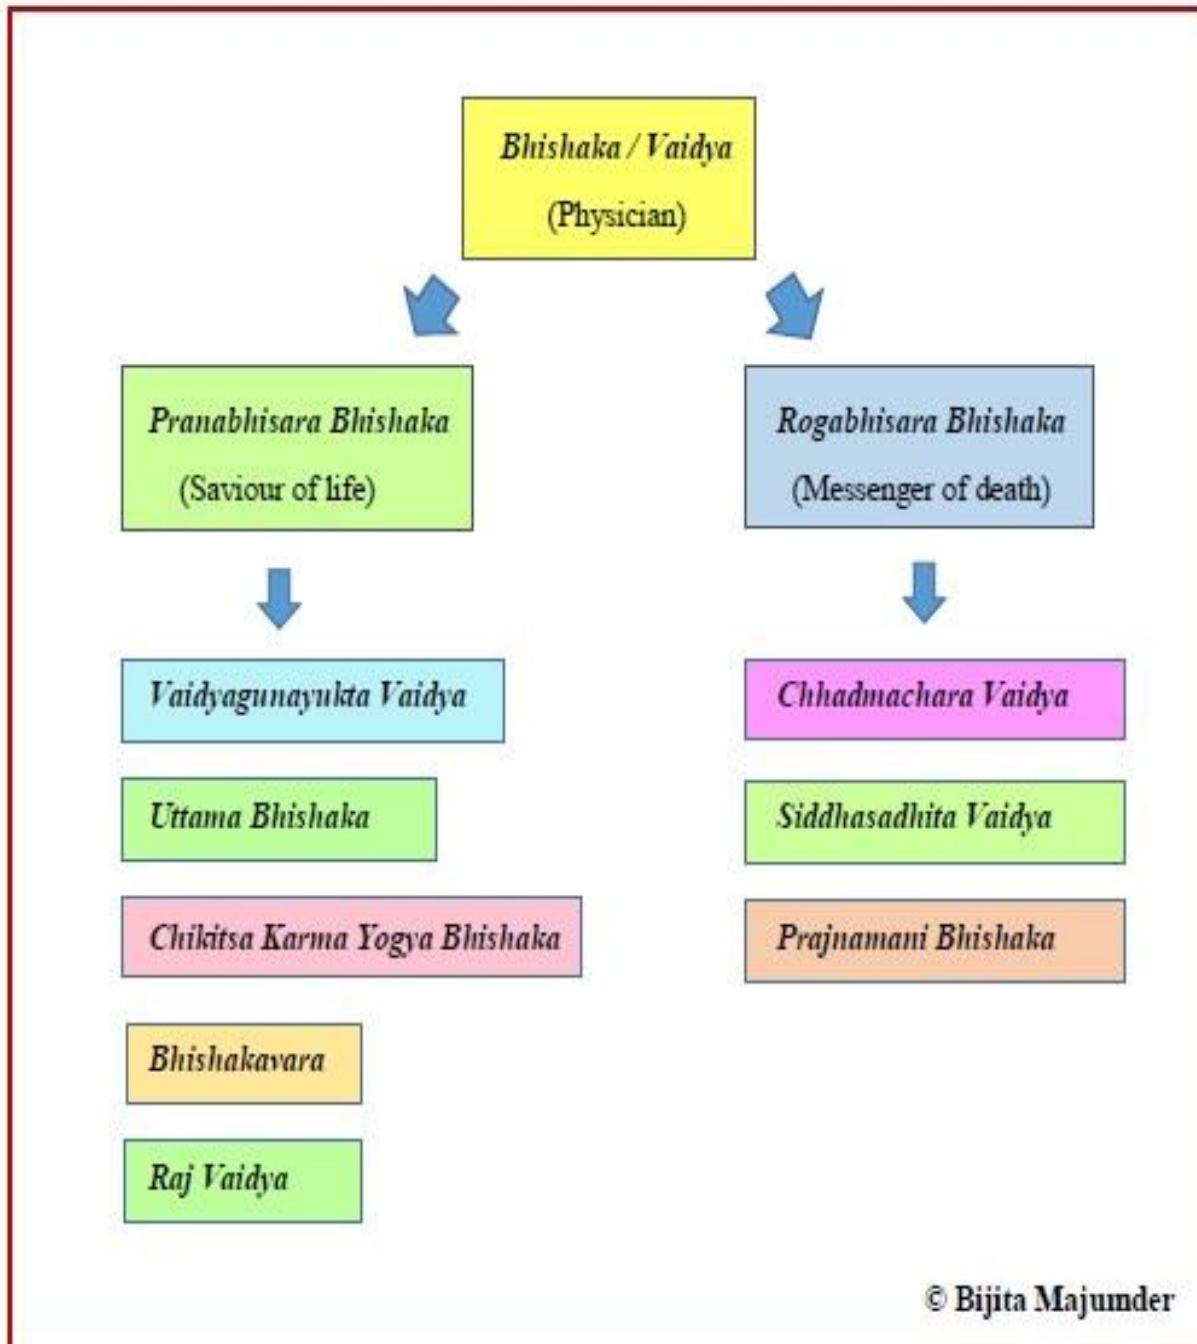 Bhishaka / Vaidya
(Physician)
Pranabhisara Bhishaka
(Saviour of life)
Rogabhisara Bhishaka
(Messenger of death)
Vaidyagunayukta Vaidya
Uttama Bhishaka
Chikitsa Karma Yogya Bhishaka
Bhishakavara
Raj Vaidya
Chhadmachara Vaidya
Siddhasadhita Vaidya
Prajnamani Bhishaka
© Bijita Majumder